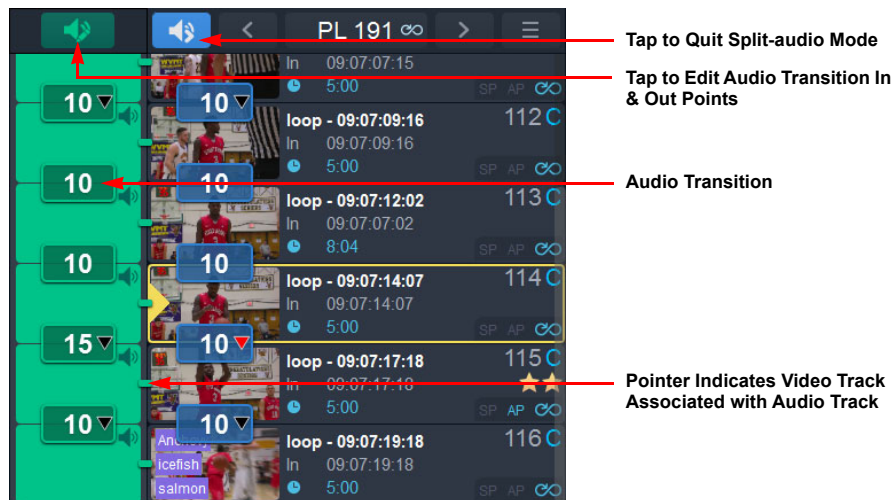 PL 191
Tap to Quit Split-audio Mode
Tap to Edit Audio Transition In
& Out Points
In 09:07:07:15
5:00
SP AP
10
10
loop - 09:07:09:16
112 C
In 09:07:09:16
5:00
SP AP
10
10
Audio Transition
loop - 09:07:12:02
113 C
In 09:07:07:02
8:04
SP AP
10
10
loop - 09:07:14:07
114 C
In 09:07:14:07
5:00
SP AP
15
10
loop - 09:07:17:18
115 C
In 09:07:17:18
5:00
SP AP
Pointer Indicates Video Track
Associated with Audio Track
10
10
loop - 09:07:19:18
116 C
In 09:07:19:18
icefish
salmon
5:00
SP AP